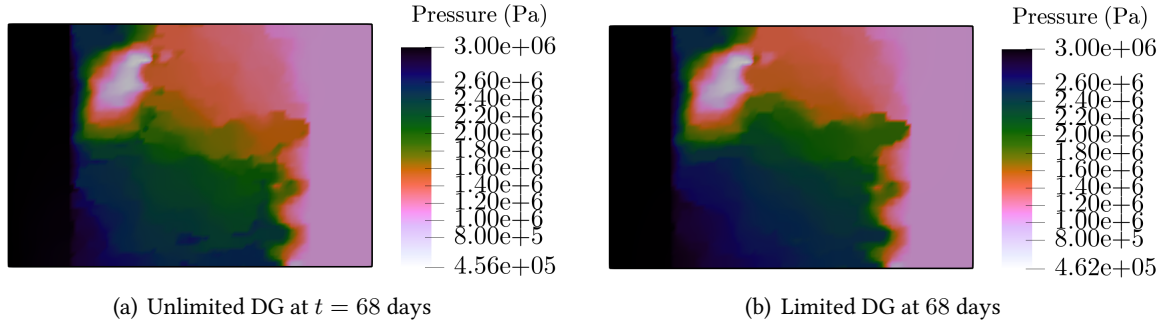 Pressure (Pa)
3.00e+06
2.60e+6
2.40e+6
2.20e+6
2.00e+6
1.80e+6
1.60e+6
1.40e+6
1.20e+6
1.00e+6
8.00e+5
4.56e+05
(a) Unlimited DG at t = 68 days
Pressure (Pa)
3.00e+06
2.60e+6
2.40e+6
2.20e+6
2.00e+6
1.80e+6
1.60e+6
1.40e+6
1.20e+6
1.00e+6
8.00e+5
4.62e+05
(b) Limited DG at 68 days